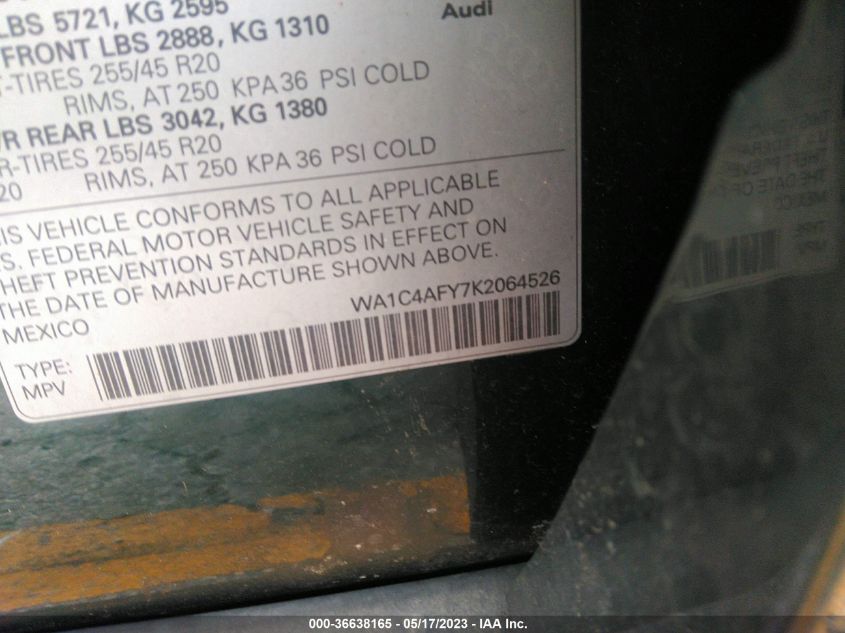 Audi
LBS 5721, KG 2595
FRONT LBS 2888, KG 1310
-TIRES 255/45 R20
RIMS, AT 250 KPA 36 PSI COLD
R REAR LBS 3042, KG 1380
R-TIRES 255/45 R20
20 RIMS, AT 250 KPA 36 PSI COLD
IS VEHICLE CONFORMS TO ALL APPLICABLE
S. FEDERAL MOTOR VEHICLE SAFETY AND
HEFT PREVENTION STANDARDS IN EFFECT ON
THE DATE OF MANUFACTURE SHOWN ABOVE.
MEXICO
WA1C4AFY7K2064526
TYPE:
MPV
000-36638165 - 05/17/2023 - IAA Inc.